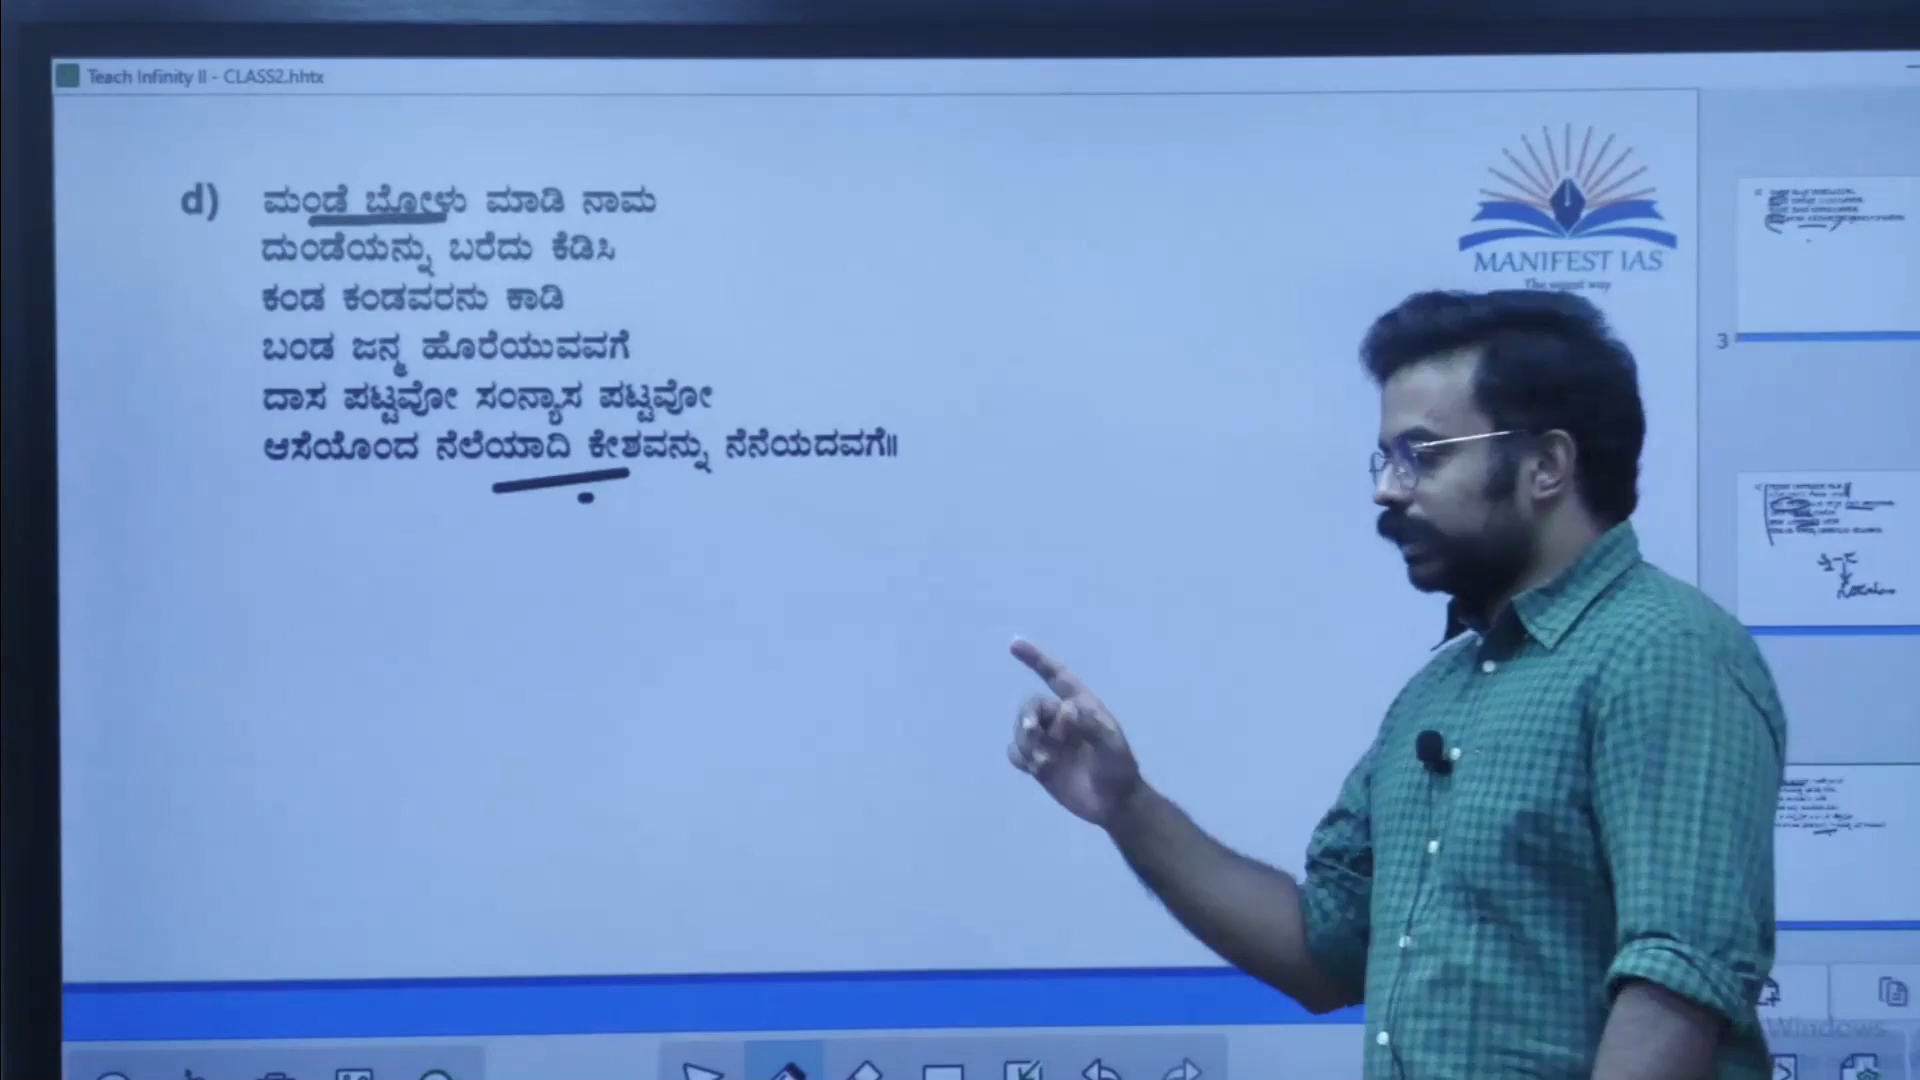 Teach Infinity II - CLASS2.hhtx
d) ಮಂಡೆ ಬೋಳು ಮಾಡಿ ನಾಮ
ದುಂಡೆಯನ್ನು ಬರೆದು ಕೆಡಿಸಿ
ಕಂಡ ಕಂಡವರನು ಕಾಡಿ
ಬಂಡ ಜನ್ಮ ಹೊರೆಯುವವಗೆ
ದಾಸ ಪಟ್ಟವೋ ಸಂನ್ಯಾಸ ಪಟ್ಟವೋ
ಆಸೆಯೊಂದ ನೆಲೆಯಾದಿ ಕೇಶವನ್ನು ನೆನೆಯದವಗೆ॥
MANIFEST IAS
3
Windows